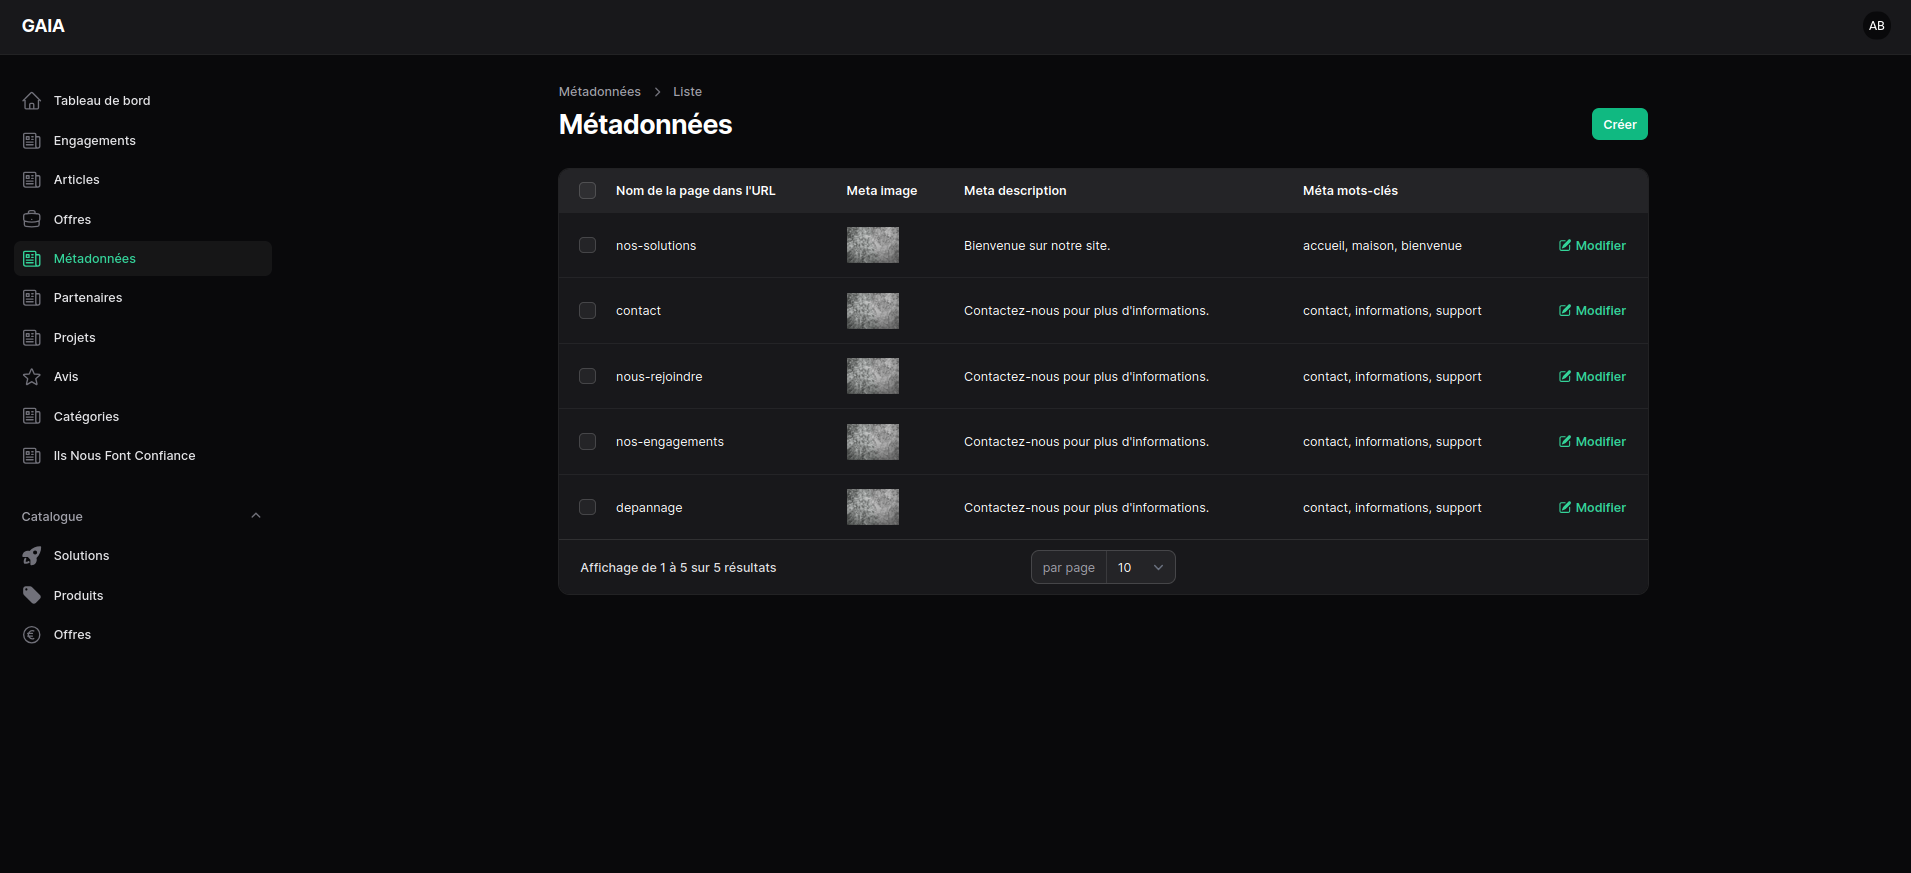 GAIA
AB
Tableau de bord
Engagements
Articles
Offres
Métadonnées
Partenaires
Projets
Avis
Catégories
Ils Nous Font Confiance
Catalogue
Solutions
Produits
Offres
Métadonnées > Liste
Métadonnées
Créer
Nom de la page dans l'URL Meta image Meta description Méta mots-clés
nos-solutions Bienvenue sur notre site. accueil, maison, bienvenue Modifier
contact Contactez-nous pour plus d'informations. contact, informations, support Modifier
nous-rejoindre Contactez-nous pour plus d'informations. contact, informations, support Modifier
nos-engagements Contactez-nous pour plus d'informations. contact, informations, support Modifier
depannage Contactez-nous pour plus d'informations. contact, informations, support Modifier
Affichage de 1 à 5 sur 5 résultats par page 10